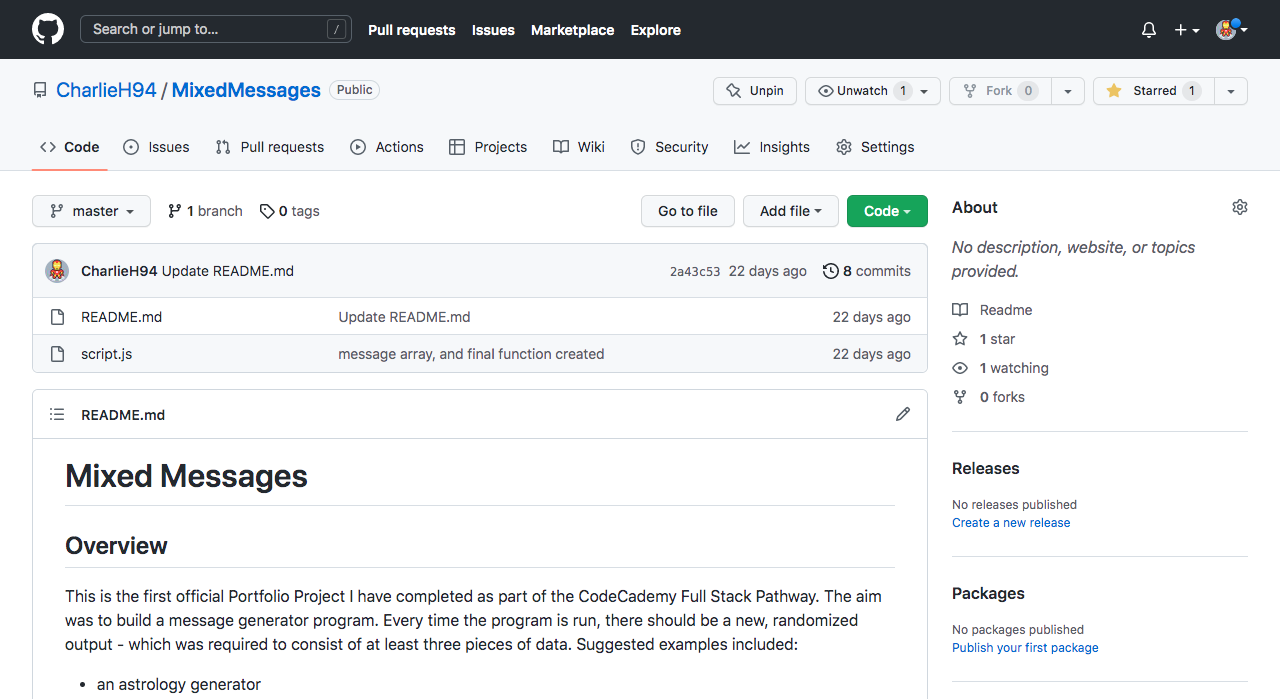 Search or jump to... / Pull requests Issues Marketplace Explore
CharlieH94 / MixedMessages Public Unpin Unwatch 1 Fork 0 Starred 1
Code Issues Pull requests Actions Projects Wiki Security Insights Settings
master 1 branch 0 tags Go to file Add file Code
CharlieH94 Update README.md 2a43c53 22 days ago 8 commits
README.md Update README.md 22 days ago
script.js message array, and final function created 22 days ago
README.md
Mixed Messages
Overview
This is the first official Portfolio Project I have completed as part of the CodeCademy Full Stack Pathway. The aim
was to build a message generator program. Every time the program is run, there should be a new, randomized
output - which was required to consist of at least three pieces of data. Suggested examples included:
• an astrology generator
About
No description, website, or topics
provided.
Readme
1 star
1 watching
0 forks
Releases
No releases published
Create a new release
Packages
No packages published
Publish your first package